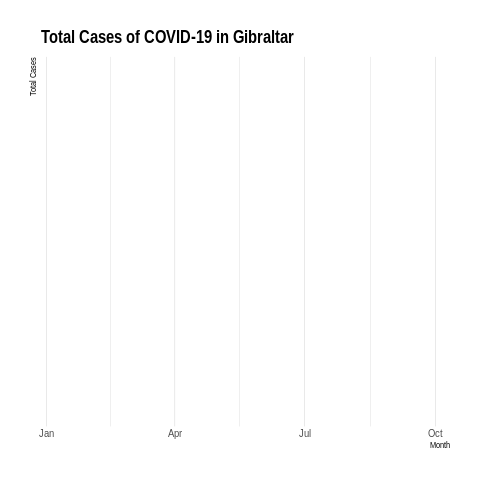 Total Cases of COVID-19 in Gibraltar
Total Cases
Jan Apr Jul Oct
Month